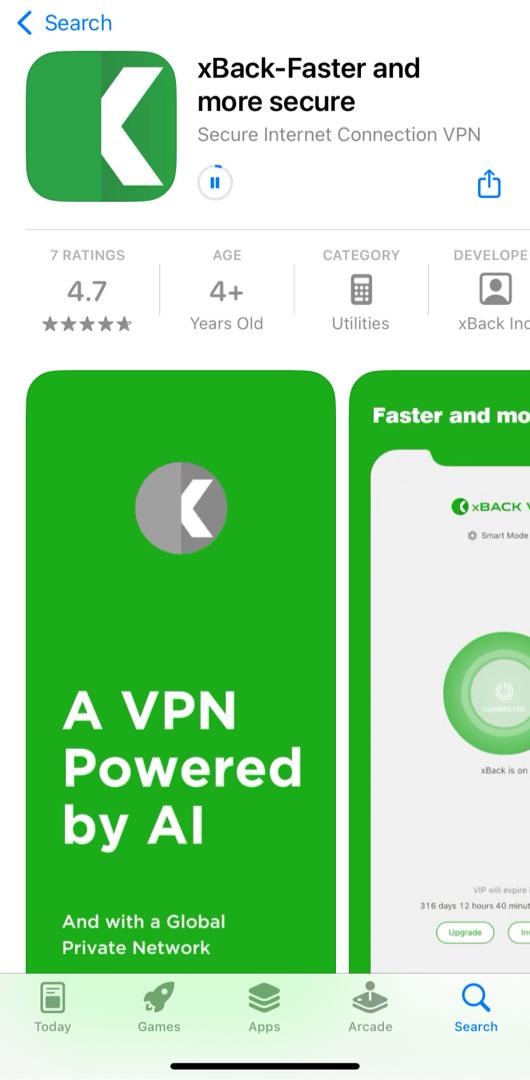 Search
xBack-Faster and
more secure
Secure Internet Connection VPN
7 RATINGS
4.7
AGE
4+
Years Old
CATEGORY
Utilities
DEVELOPE
xBack Inc
A VPN
Powered
by AI
And with a Global
Private Network
Faster and mo
xBACK V
Smart Mode
CONNECTED
xBack is on
VIP will expire
316 days 12 hours 40 minut
Upgrade
In
Today
Games
Apps
Arcade
Search